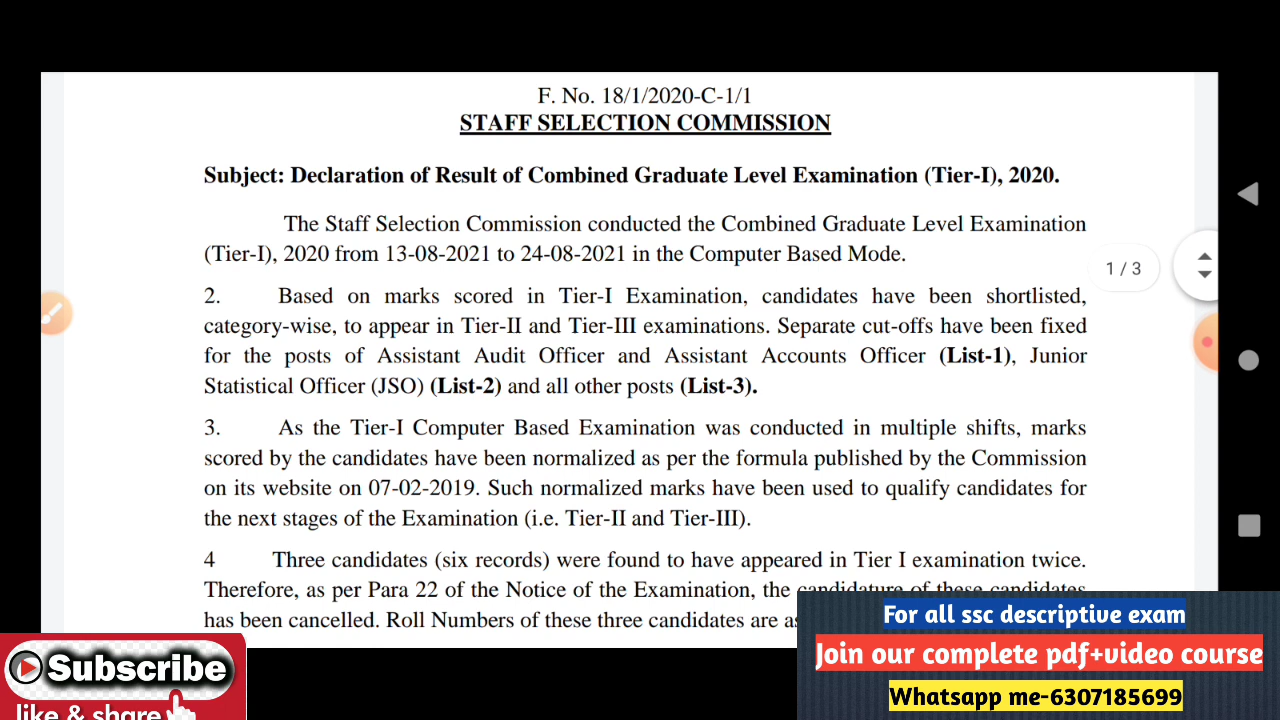 F. No. 18/1/2020-C-1/1
STAFF SELECTION COMMISSION
Subject: Declaration of Result of Combined Graduate Level Examination (Tier-I), 2020.
The Staff Selection Commission conducted the Combined Graduate Level Examination
(Tier-I), 2020 from 13-08-2021 to 24-08-2021 in the Computer Based Mode.
1 / 3
2. Based on marks scored in Tier-I Examination, candidates have been shortlisted,
category-wise, to appear in Tier-II and Tier-III examinations. Separate cut-offs have been fixed
for the posts of Assistant Audit Officer and Assistant Accounts Officer (List-1), Junior
Statistical Officer (JSO) (List-2) and all other posts (List-3).
3. As the Tier-I Computer Based Examination was conducted in multiple shifts, marks
scored by the candidates have been normalized as per the formula published by the Commission
on its website on 07-02-2019. Such normalized marks have been used to qualify candidates for
the next stages of the Examination (i.e. Tier-II and Tier-III).
4 Three candidates (six records) were found to have appeared in Tier I examination twice.
Therefore, as per Para 22 of the Notice of the Examination, the candidature of these candidates
has been cancelled. Roll Numbers of these three candidates are
Subscribe
like & share
For all ssc descriptive exam
Join our complete pdf+video course
Whatsapp me-6307185699